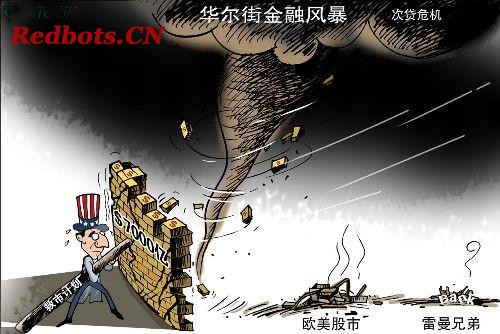 华尔街金融风暴
次贷危机
Redbots.CN
$7000亿
救市计划
欧美股市
Bank
雷曼兄弟